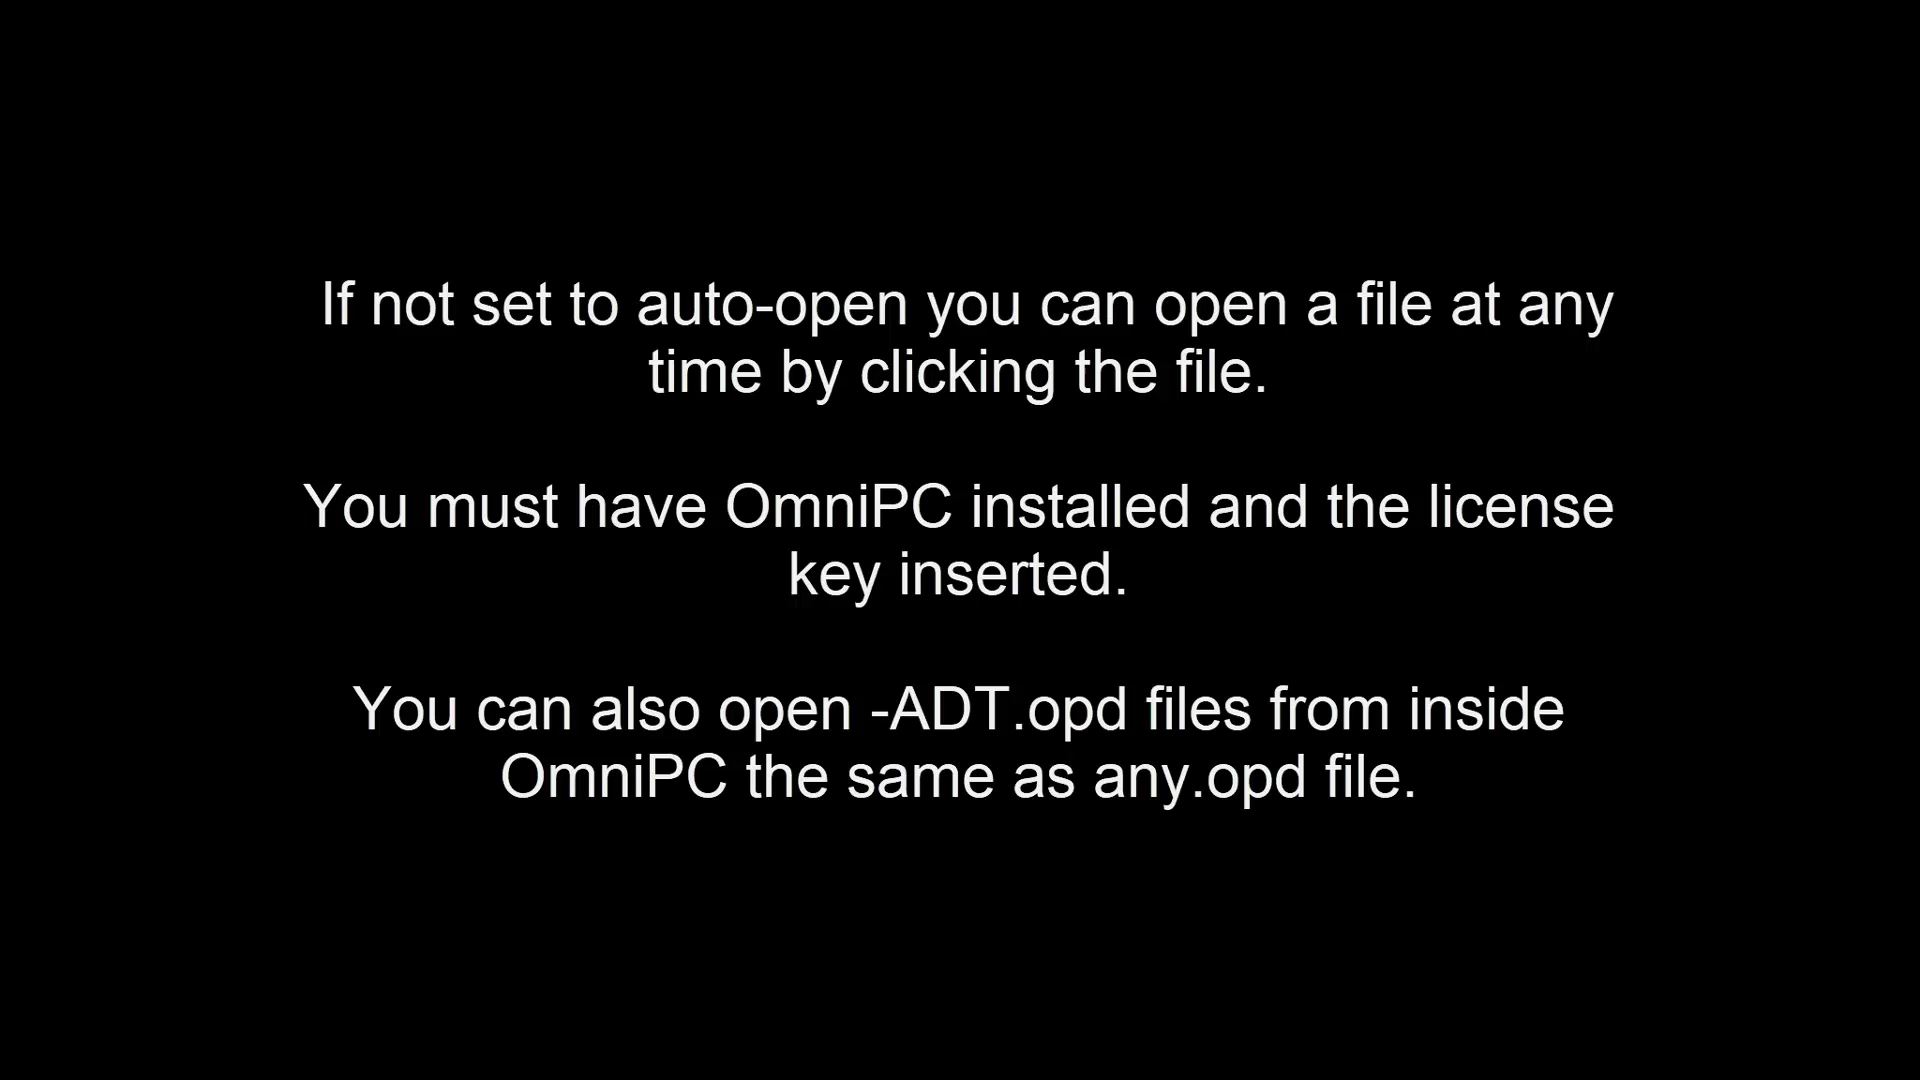 If not set to auto-open you can open a file at any
time by clicking the file.
You must have OmniPC installed and the license
key inserted.
You can also open -ADT.opd files from inside
OmniPC the same as any.opd file.